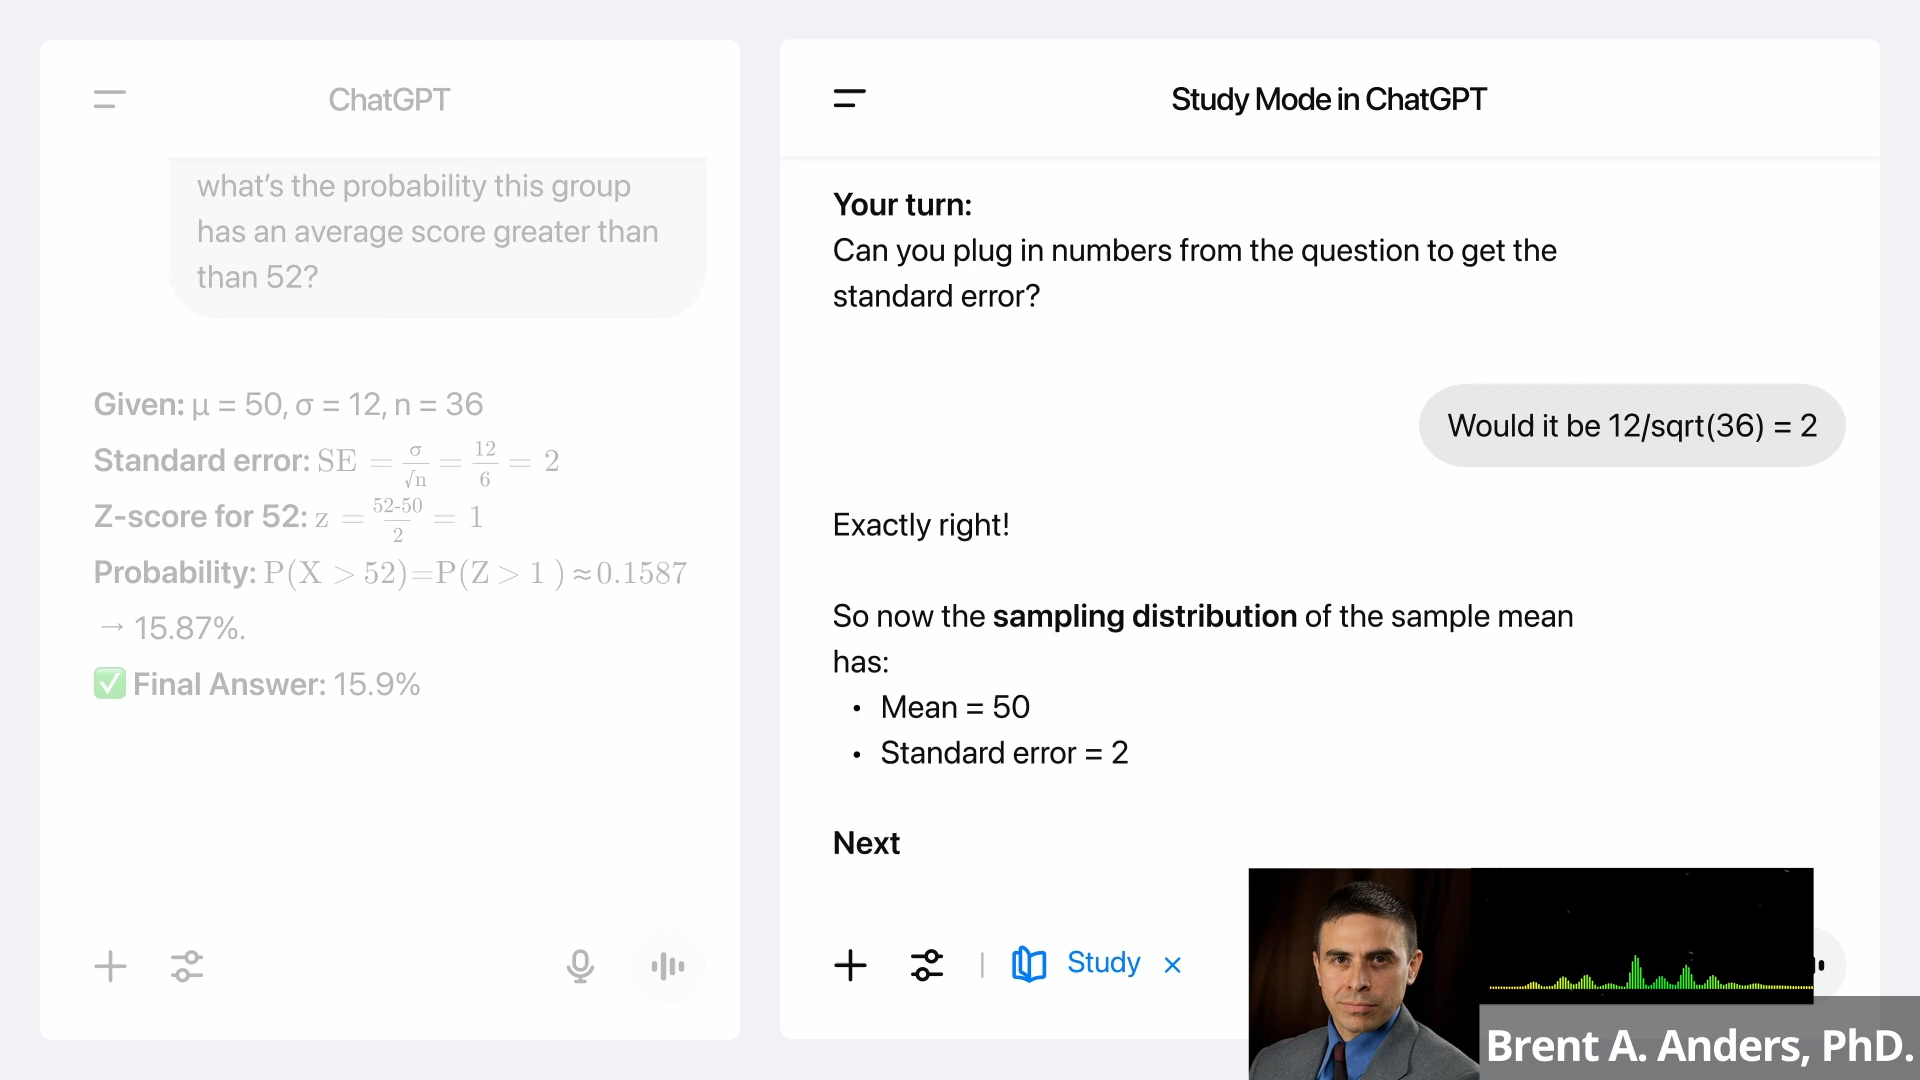 ChatGPT
what's the probability this group
has an average score greater than
than 52?
Given: μ = 50, σ = 12, n = 36
Standard error: SE = σ/√n = 12/6 = 2
Z-score for 52: z = 52-50/2 = 1
Probability: P(X > 52)=P(Z > 1 ) ≈ 0.1587
→ 15.87%.
✅ Final Answer: 15.9%
Study Mode in ChatGPT
Your turn:
Can you plug in numbers from the question to get the
standard error?
Would it be 12/sqrt(36) = 2
Exactly right!
So now the sampling distribution of the sample mean
has:
• Mean = 50
• Standard error = 2
Next
Study ×
Brent A. Anders, PhD.